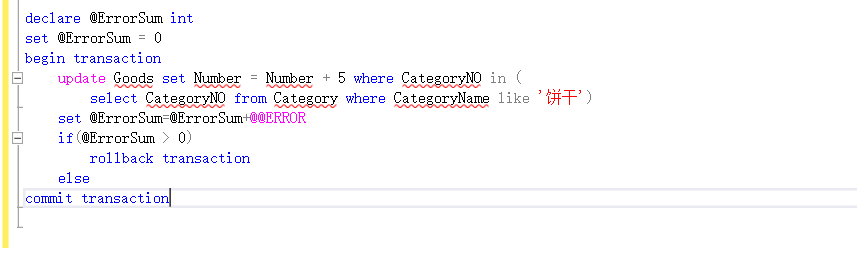 declare @ErrorSum int
set @ErrorSum = 0
begin transaction
update Goods set Number = Number + 5 where CategoryNO in (
select CategoryNO from Category where CategoryName like '饼干')
set @ErrorSum=@ErrorSum+@@ERROR
if(@ErrorSum > 0)
rollback transaction
else
commit transaction